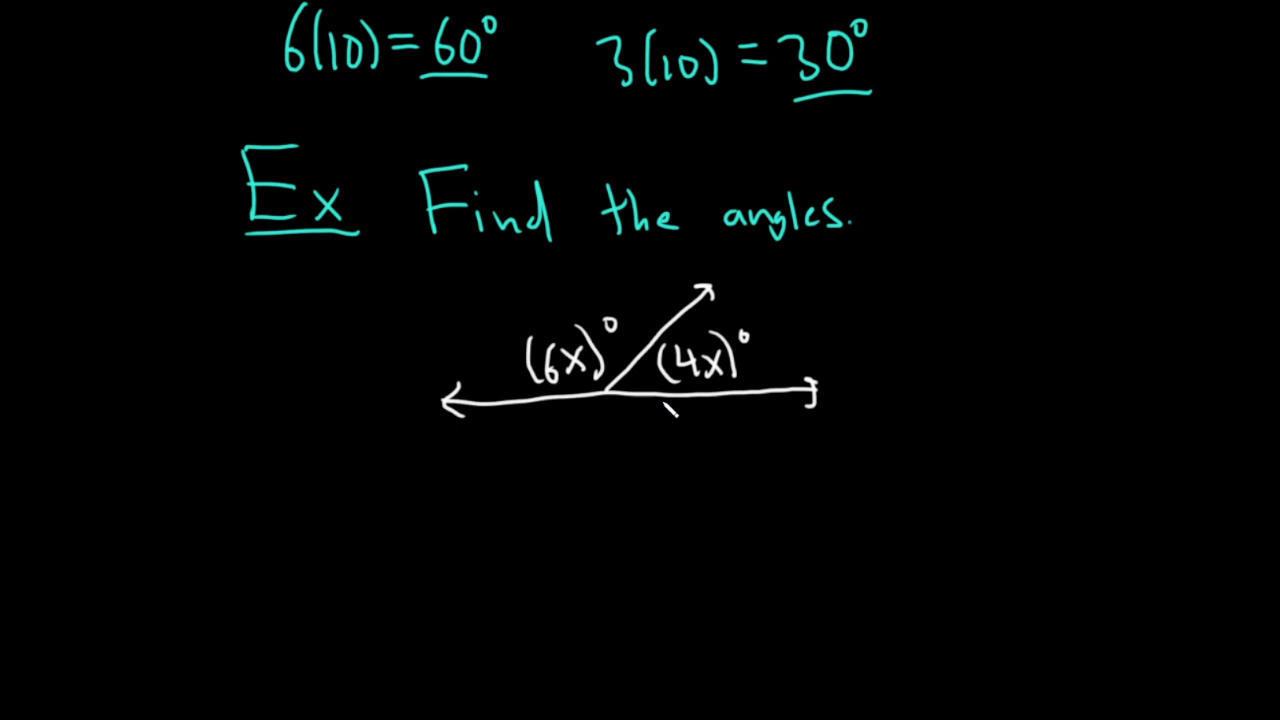 6(10) = 60° 3(10) = 30°
Ex Find the angles.
(6x)° (4x)°